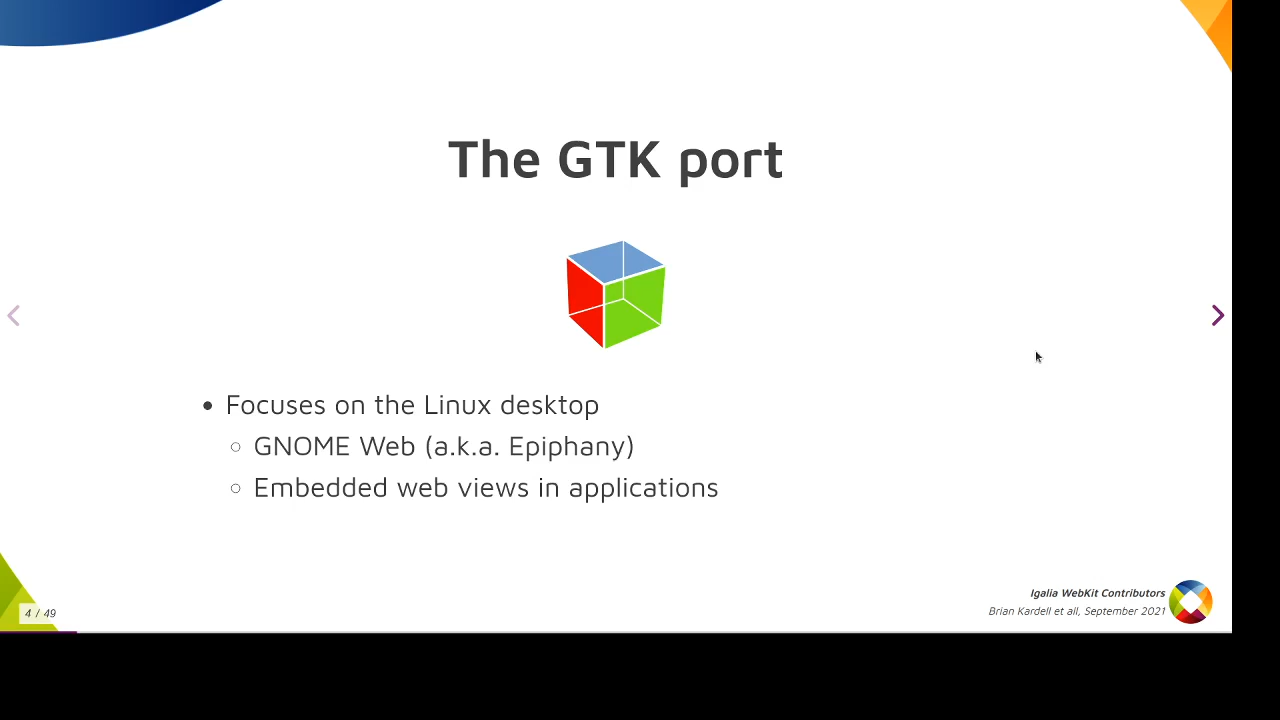 The GTK port
Focuses on the Linux desktop
GNOME Web (a.k.a. Epiphany)
Embedded web views in applications
4 / 49
Igalia WebKit Contributors
Brian Kardell et all, September 2021